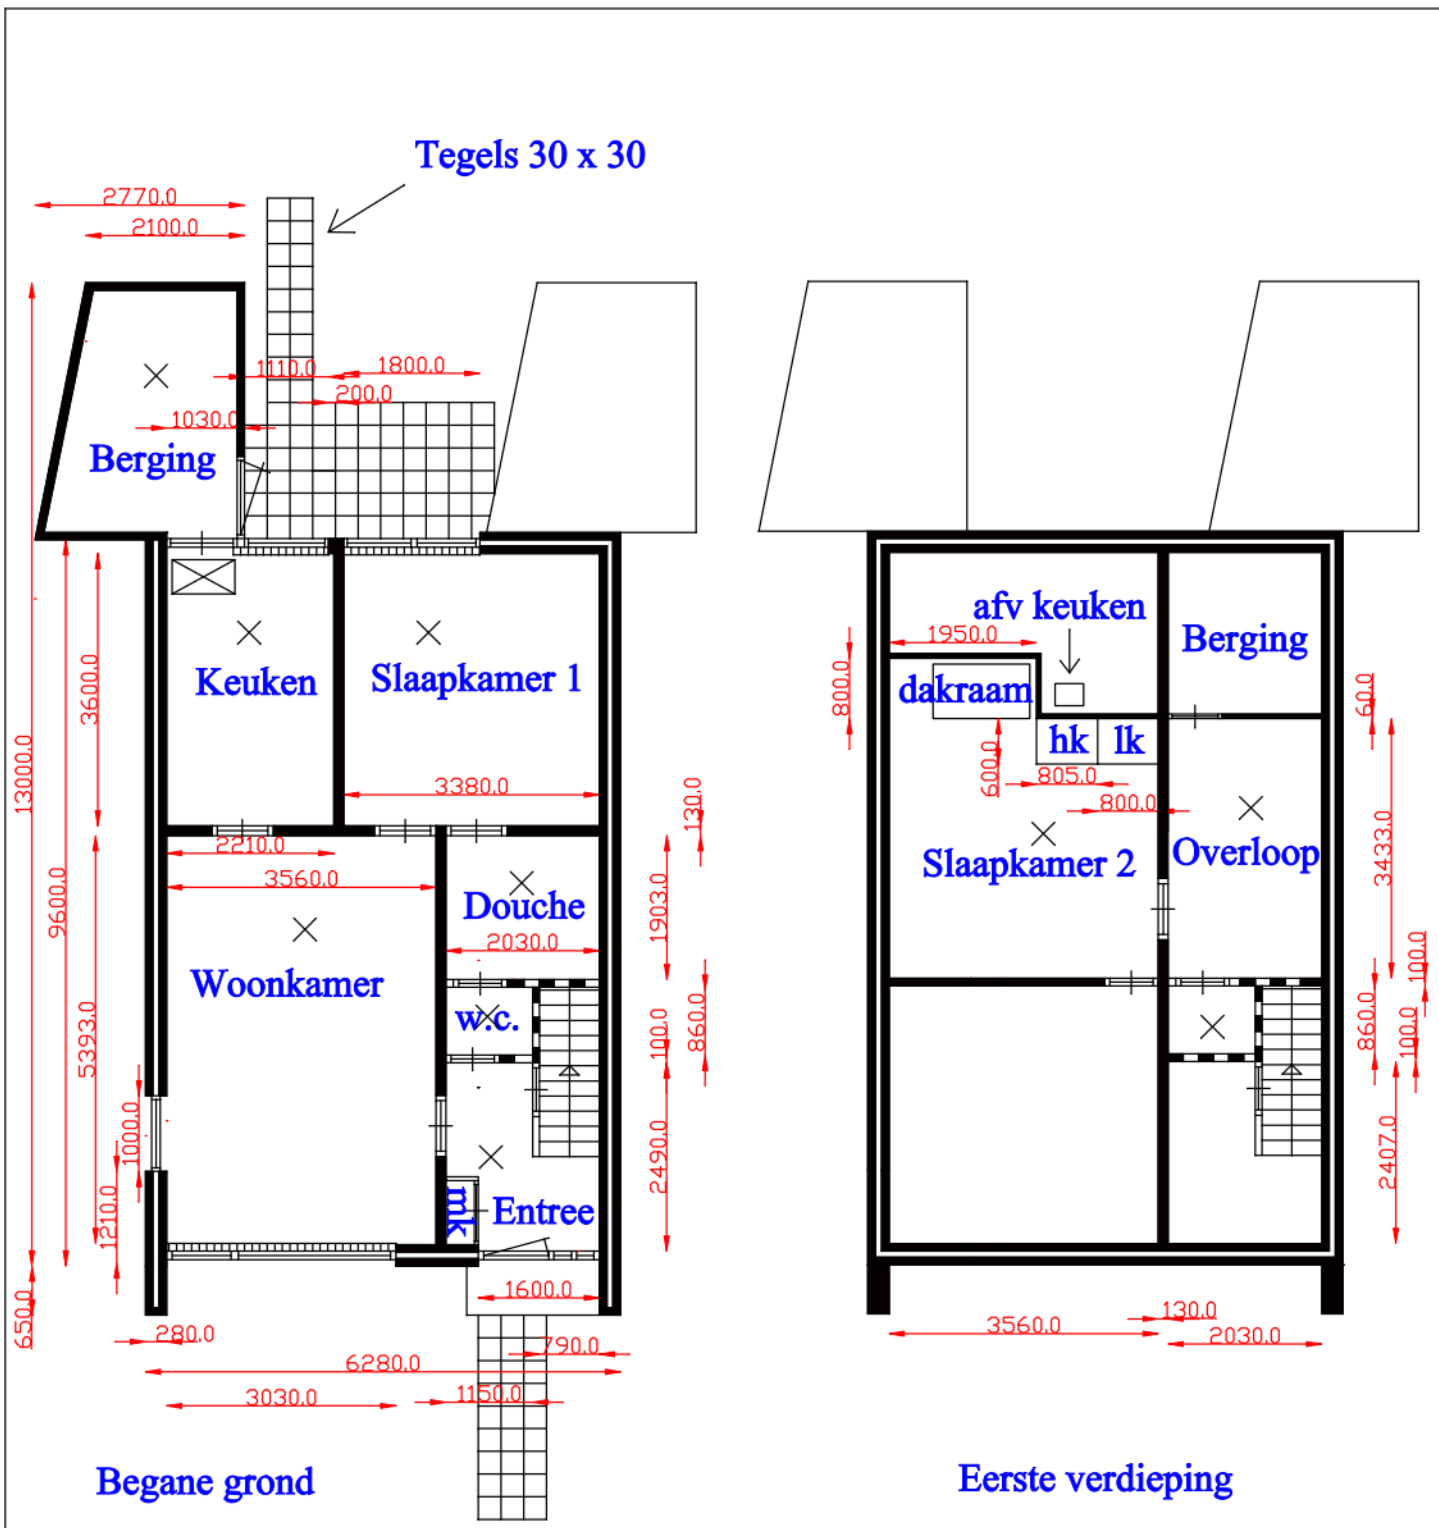 Tegels 30 x 30
2770,0
2100,0
1110,0
1800,0
200,0
1030,0
Berging
Keuken
Slaapkamer 1
3600,0
13000,0
9600,0
3380,0
130,0
2210,0
3560,0
Douche
1903,0
2030,0
Woonkamer
w.c.
5393,0
100,0
860,0
1000,0
2490,0
mk
Entree
1210,0
650,0
1600,0
280,0
790,0
6280,0
3030,0
1150,0
Begane grond
afv keuken
1950,0
Berging
800,0
dakraam
60,0
hk
lk
600,0
805,0
800,0
Slaapkamer 2
Overloop
3433,0
100,0
860,0
100,0
2407,0
130,0
3560,0
2030,0
Eerste verdieping